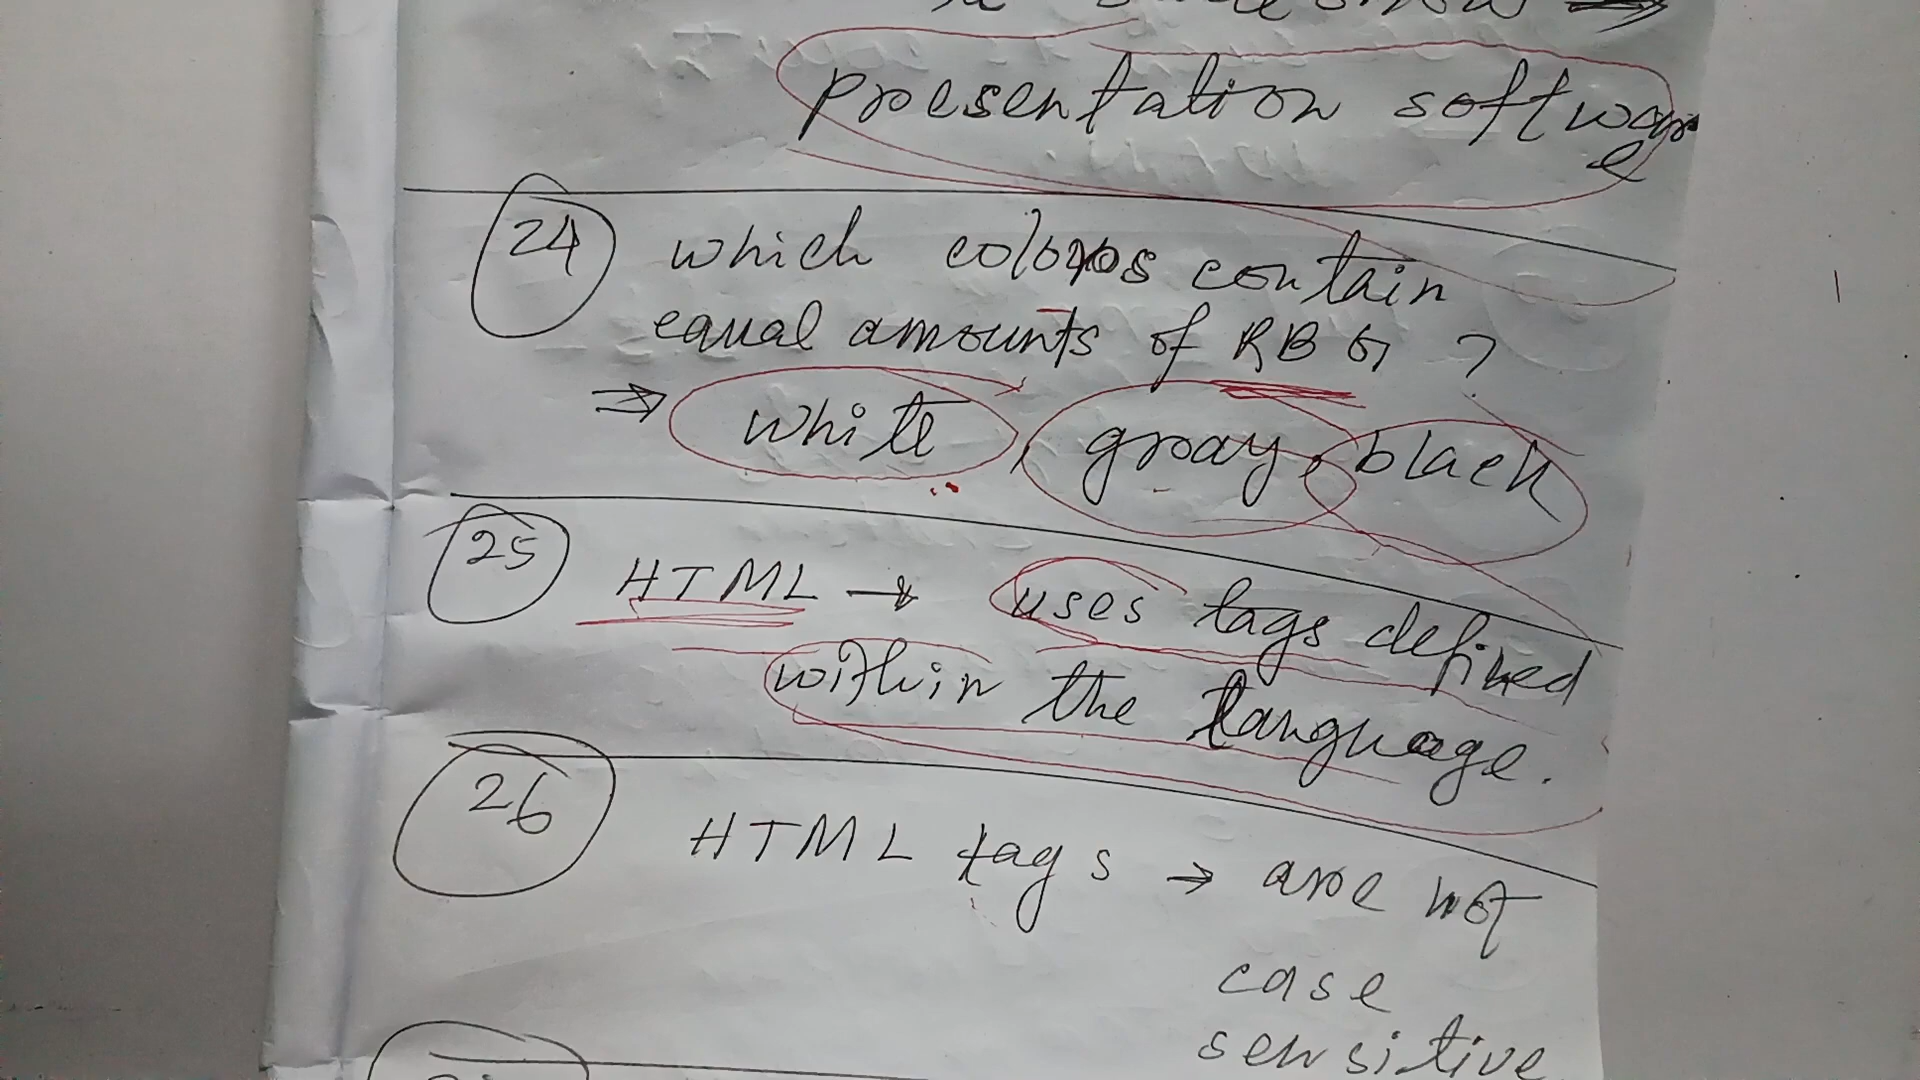 presentation software
24 which colors contain
equal amounts of RBG ?
⇒ white, gray, black
25 HTML → uses tags defined
within the language.
26 HTML tags → are not
case
sensitive